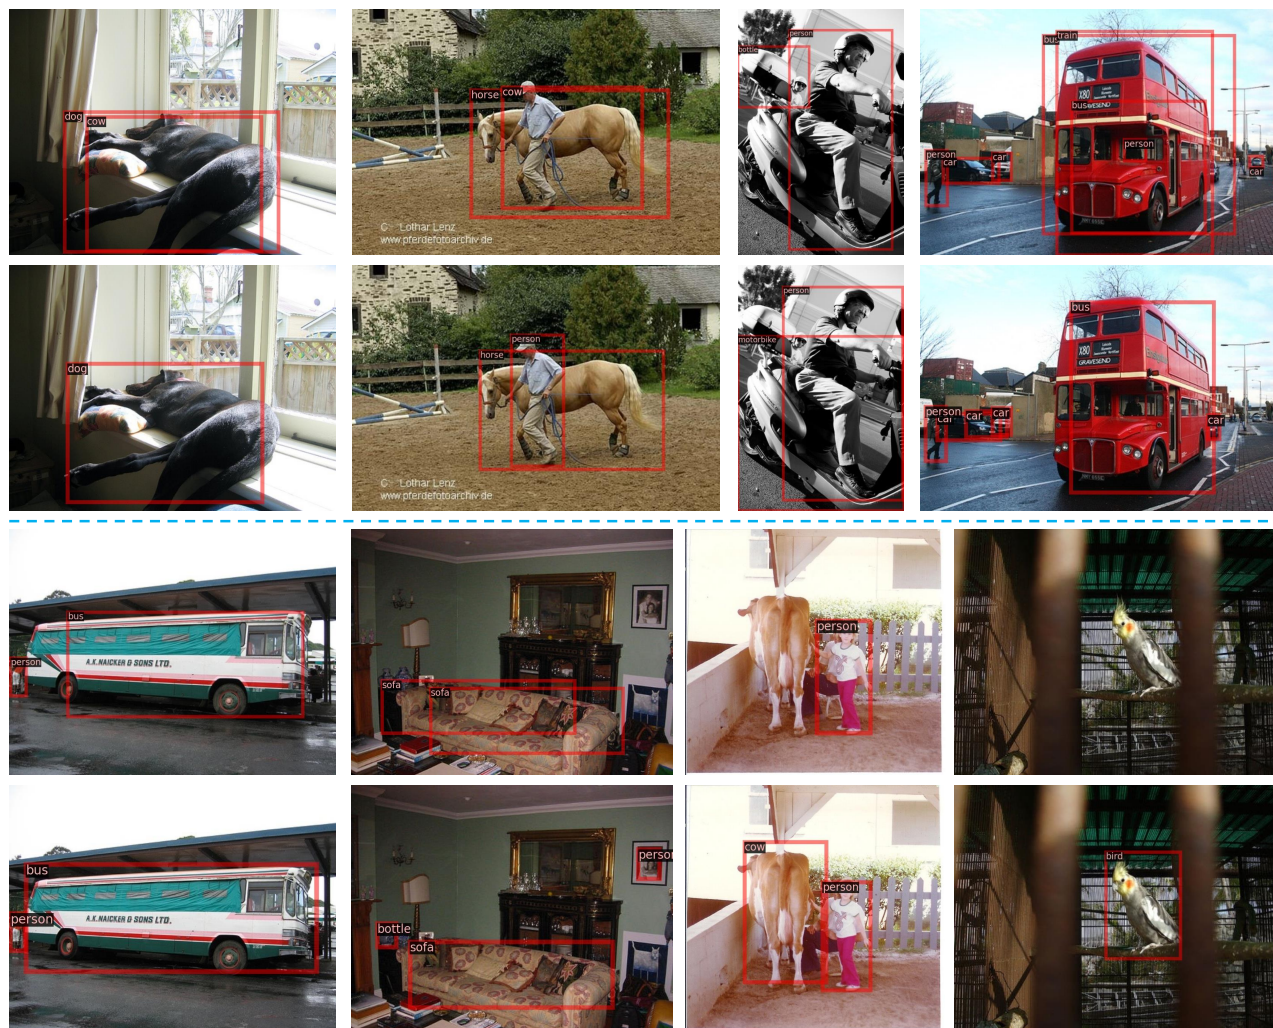 dog
cow
horse
cow
C: Lothar Lenz
www.pferdefotoarchiv.de
bottle
person
bus
train
X80
bus
VESEND
person
person
car
car
car
dog
horse
person
C: Lothar Lenz
www.pferdefotoarchiv.de
person
motorbike
bus
X80
GRAVESEND
person
car
car
car
bus
person
A.K.NAICKER & SONS LTD.
sofa
sofa
person
bus
person
A.K.NAICKER & SONS LTD.
person
bottle
sofa
cow
person
bird